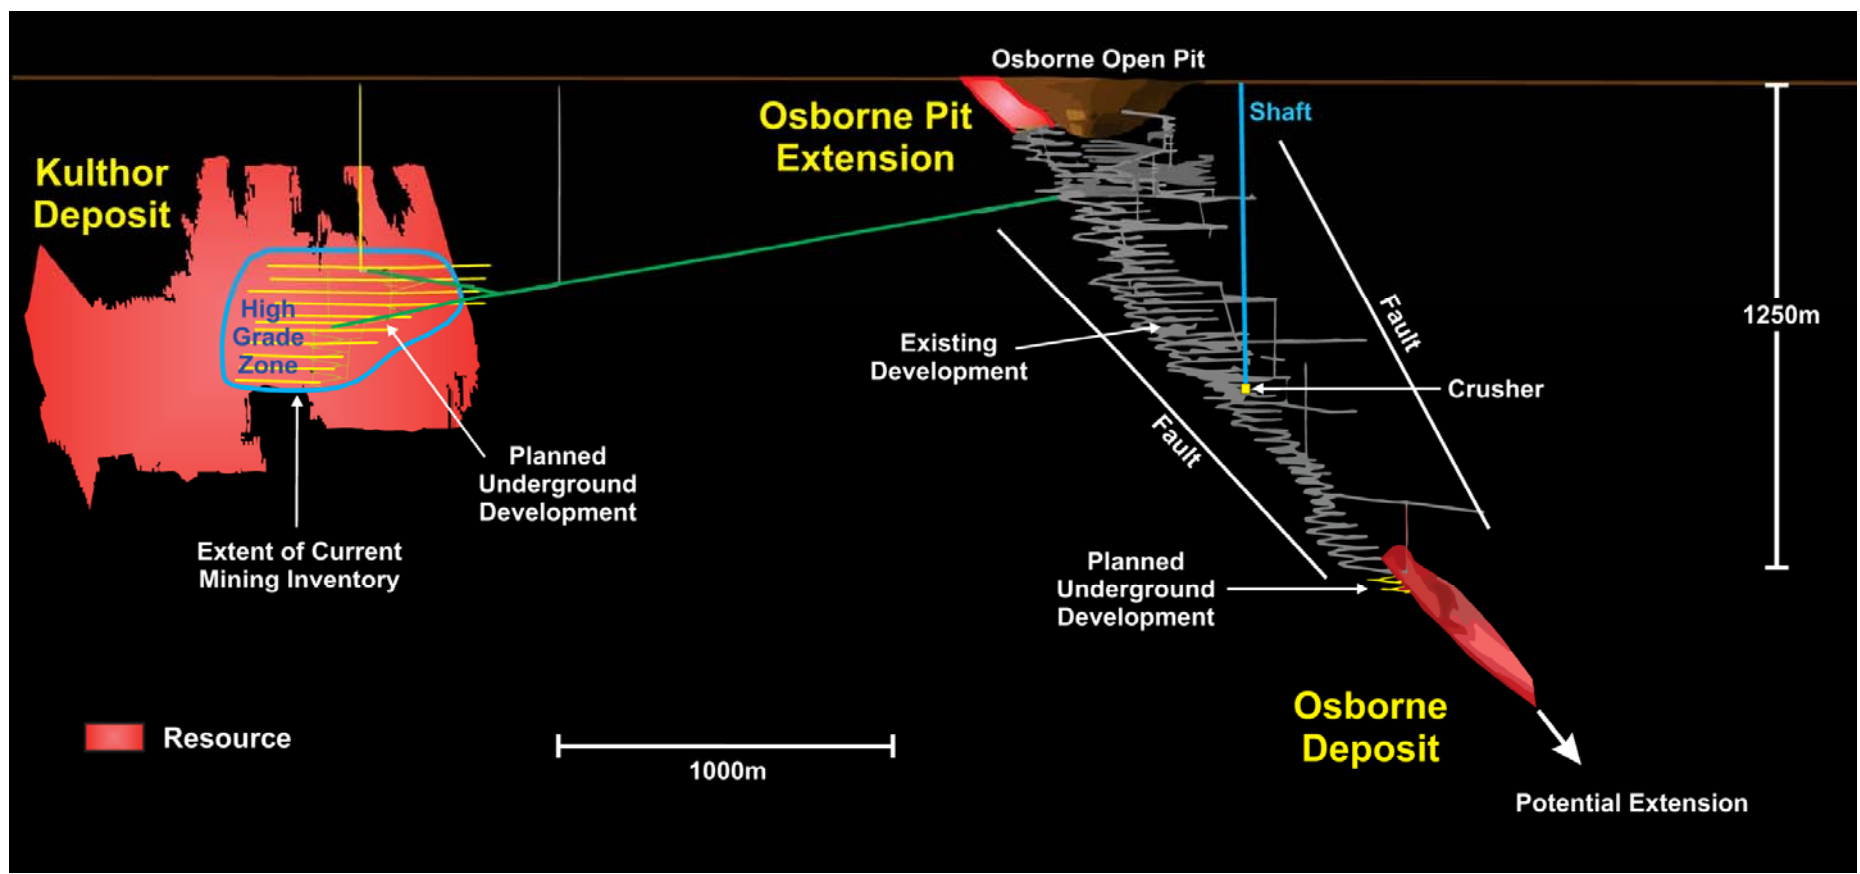 Osborne Open Pit
Osborne Pit
Extension
Shaft
Kulthor
Deposit
High
Grade
Zone
Fault
1250m
Existing
Development
Crusher
Fault
Planned
Underground
Development
Extent of Current
Mining Inventory
Planned
Underground
Development
Osborne
Deposit
Resource
1000m
Potential Extension